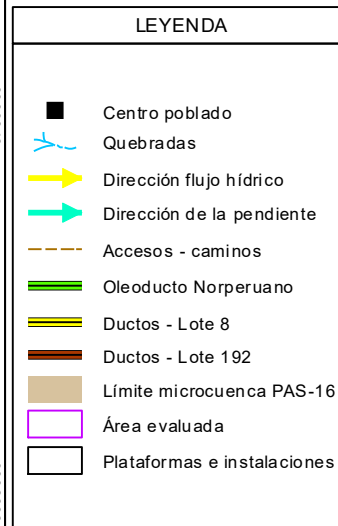 LEYENDA
Centro poblado
Quebradas
Dirección flujo hídrico
Dirección de la pendiente
Accesos - caminos
Oleoducto Norperuano
Ductos - Lote 8
Ductos - Lote 192
Límite microcuenca PAS-16
Área evaluada
Plataformas e instalaciones